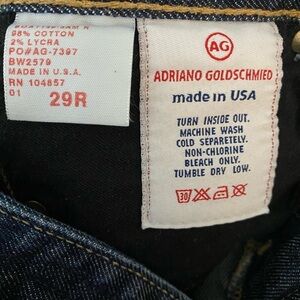 98% COTTON
2% LYCRA
PO#AG-7397
BW2579
MADE IN U.S.A.
RN 104857
01
29R
AG
ADRIANO GOLDSCHMIED
made in USA
TURN INSIDE OUT.
MACHINE WASH
COLD SEPARETELY.
NON-CHLORINE
BLEACH ONLY.
TUMBLE DRY LOW.
30